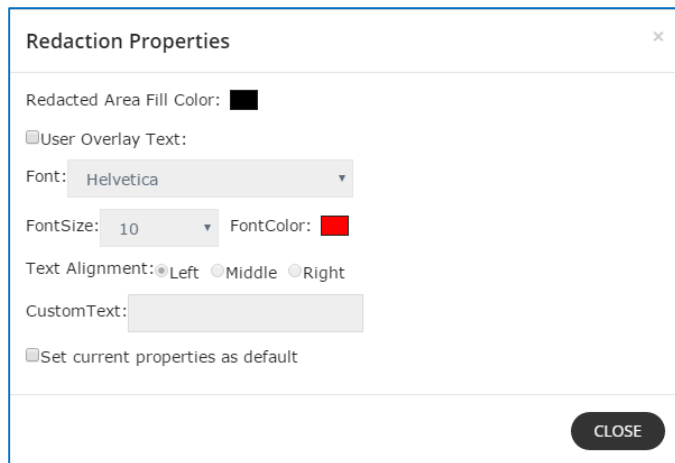 Redaction Properties ×
Redacted Area Fill Color:
User Overlay Text:
Font: Helvetica
FontSize: 10 FontColor:
Text Alignment: Left Middle Right
CustomText:
Set current properties as default
CLOSE